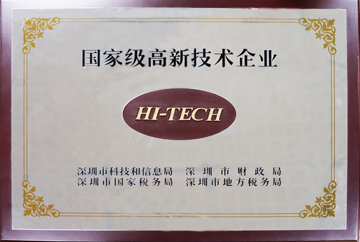 国家级高新技术企业
HI-TECH
深圳市科技和信息局 深圳市财政局
深圳市国家税务局 深圳市地方税务局